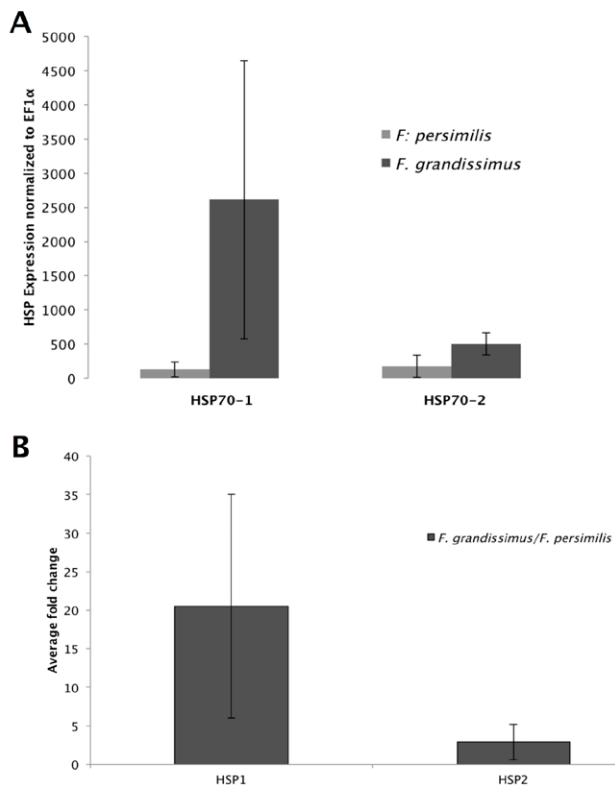 A
HSP Expression normalized to EF1α
5000
4500
4000
3500
3000
2500
2000
1500
1000
500
0
F: persimilis
F. grandissimus
HSP70-1
HSP70-2
B
Average fold change
40
35
30
25
20
15
10
5
0
F. grandissimus/F. persimilis
HSP1
HSP2